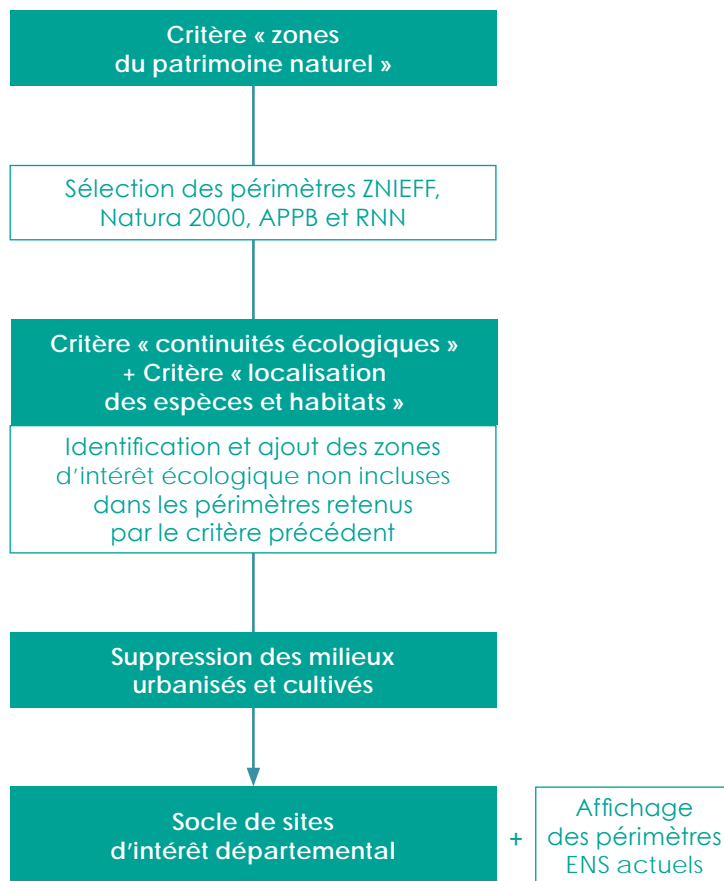 Critère « zones
du patrimoine naturel »
Sélection des périmètres ZNIEFF,
Natura 2000, APPB et RNN
Critère « continuités écologiques »
+ Critère « localisation
des espèces et habitats »
Identification et ajout des zones
d'intérêt écologique non incluses
dans les périmètres retenus
par le critère précédent
Suppression des milieux
urbanisés et cultivés
Socle de sites
d'intérêt départemental
+
Affichage
des périmètres
ENS actuels